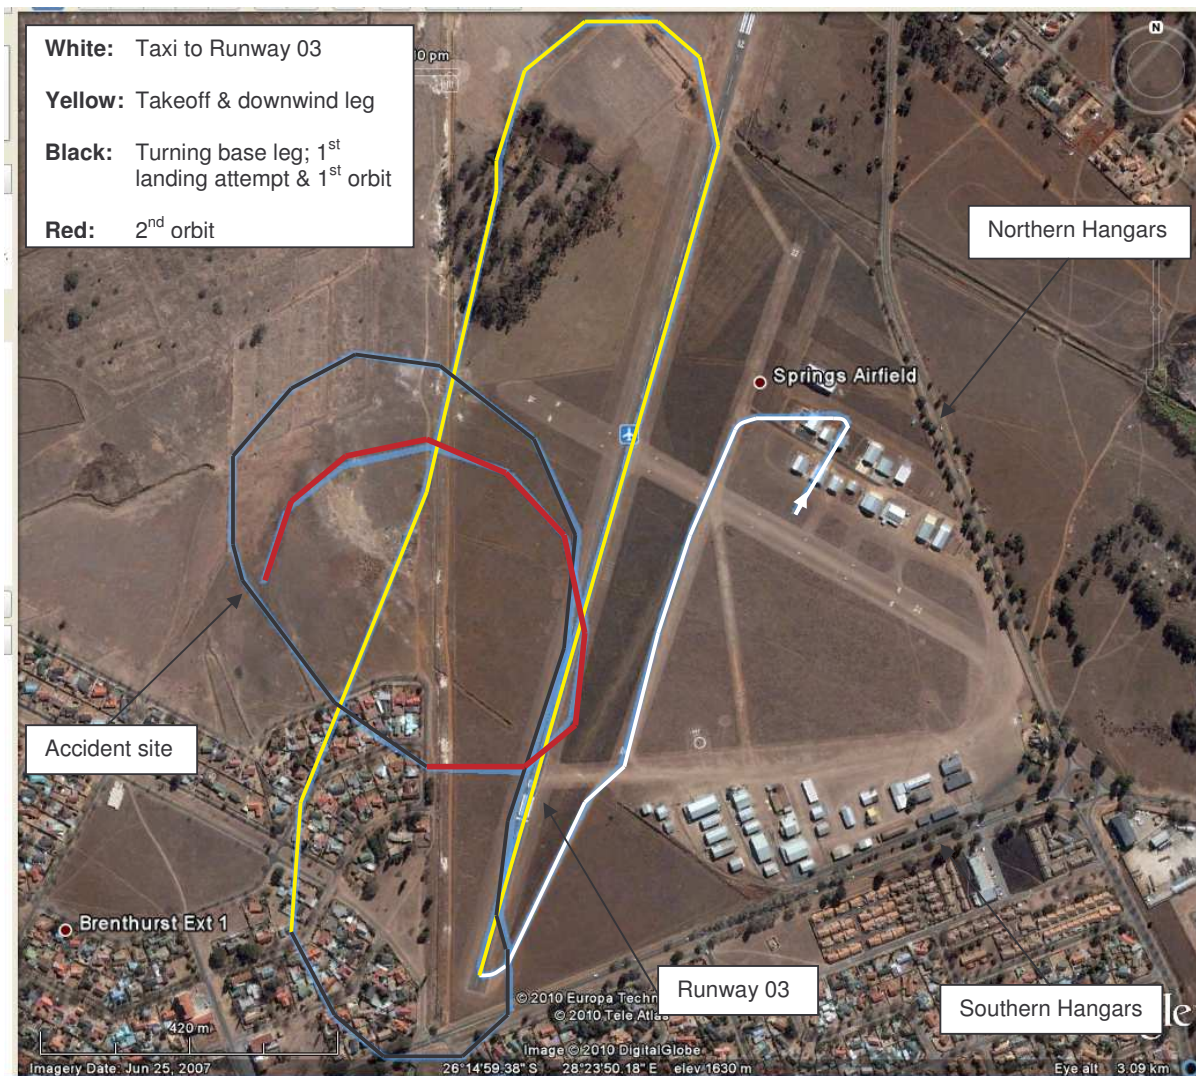 White: Taxi to Runway 03
Yellow: Takeoff & downwind leg
Black: Turning base leg; 1st
landing attempt & 1st orbit
Red: 2nd orbit
0 pm
N
Northern Hangars
Springs Airfield
Accident site
Brenthurst Ext 1
Runway 03
Southern Hangars
© 2010 Europa Techn
© 2010 Tele Atlas
Image © 2010 DigitalGlobe
gle
420 m
Imagery Date: Jun 25, 2007
26°14'59.38" S 28°23'50.18" E elev 1630 m
Eye alt 3.09 km